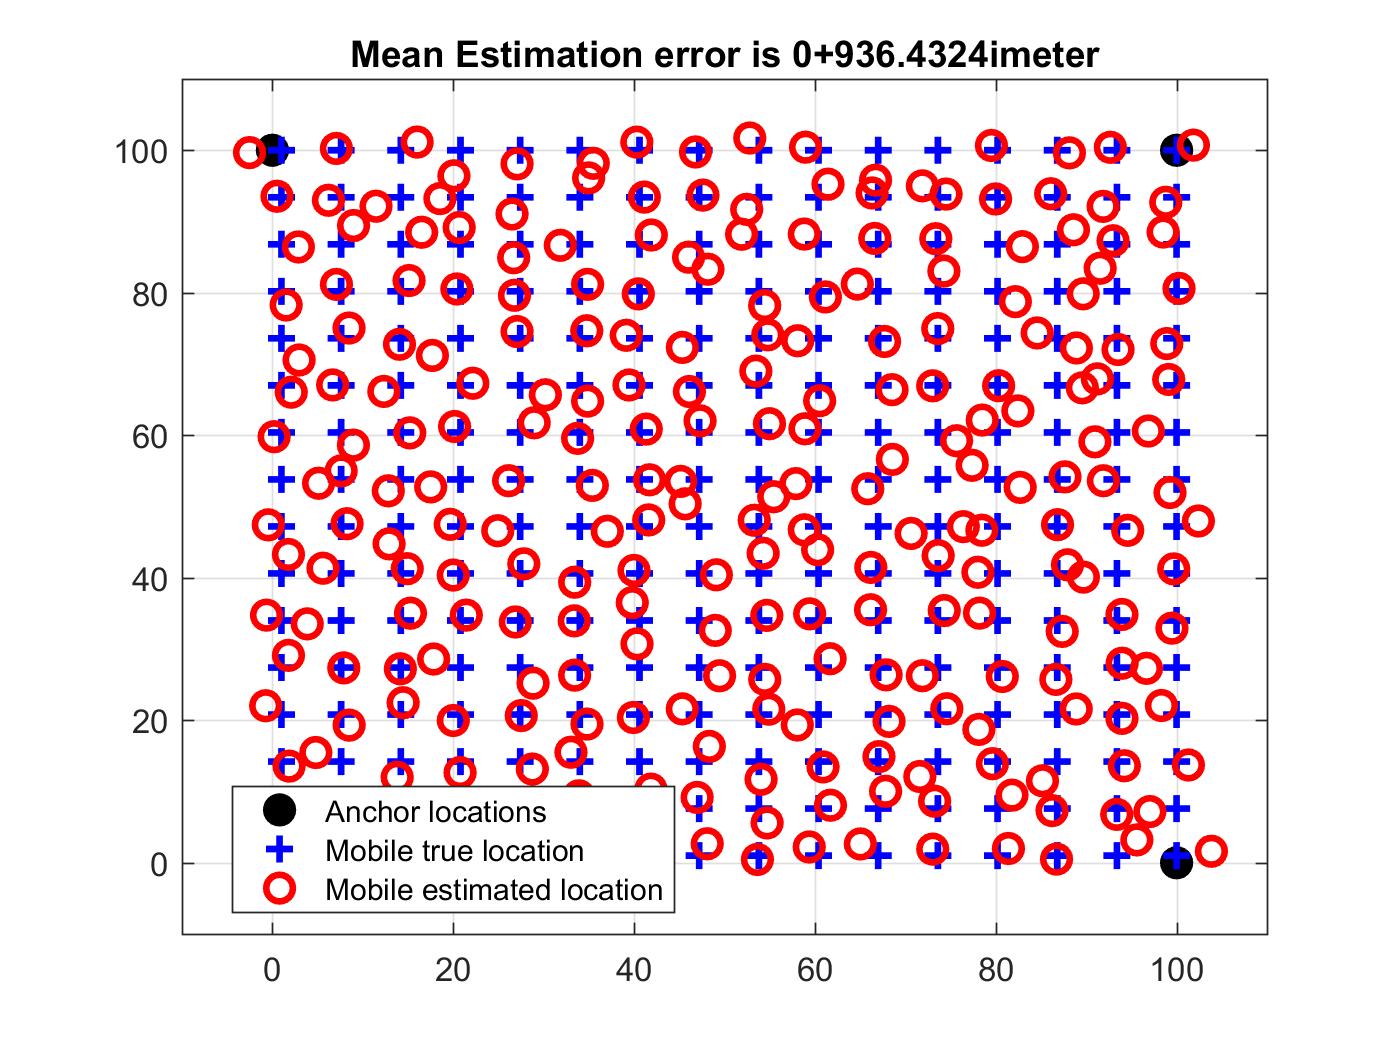 Mean Estimation error is 0+936.4324imeter
100
80
60
40
20
0
Anchor locations
Mobile true location
Mobile estimated location
0 20 40 60 80 100